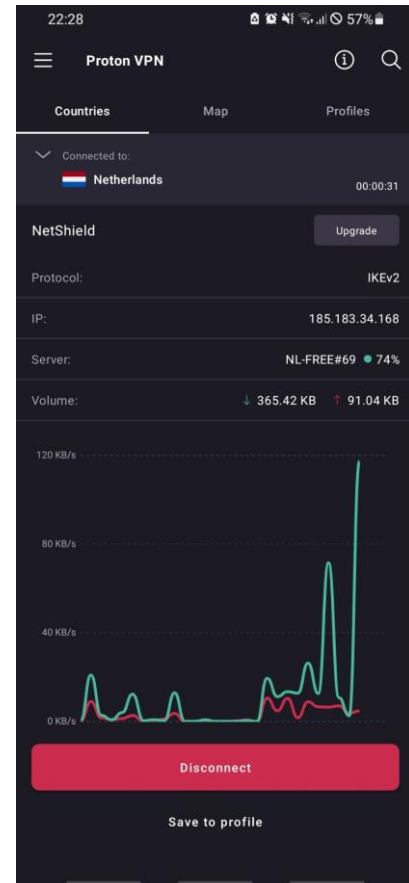 22:28 57%
Proton VPN
Countries Map Profiles
Connected to:
Netherlands 00:00:31
NetShield Upgrade
Protocol: IKEv2
IP: 185.183.34.168
Server: NL-FREE#69 74%
Volume: ↓ 365.42 KB ↑ 91.04 KB
120 KB/s
80 KB/s
40 KB/s
0 KB/s
Disconnect
Save to profile